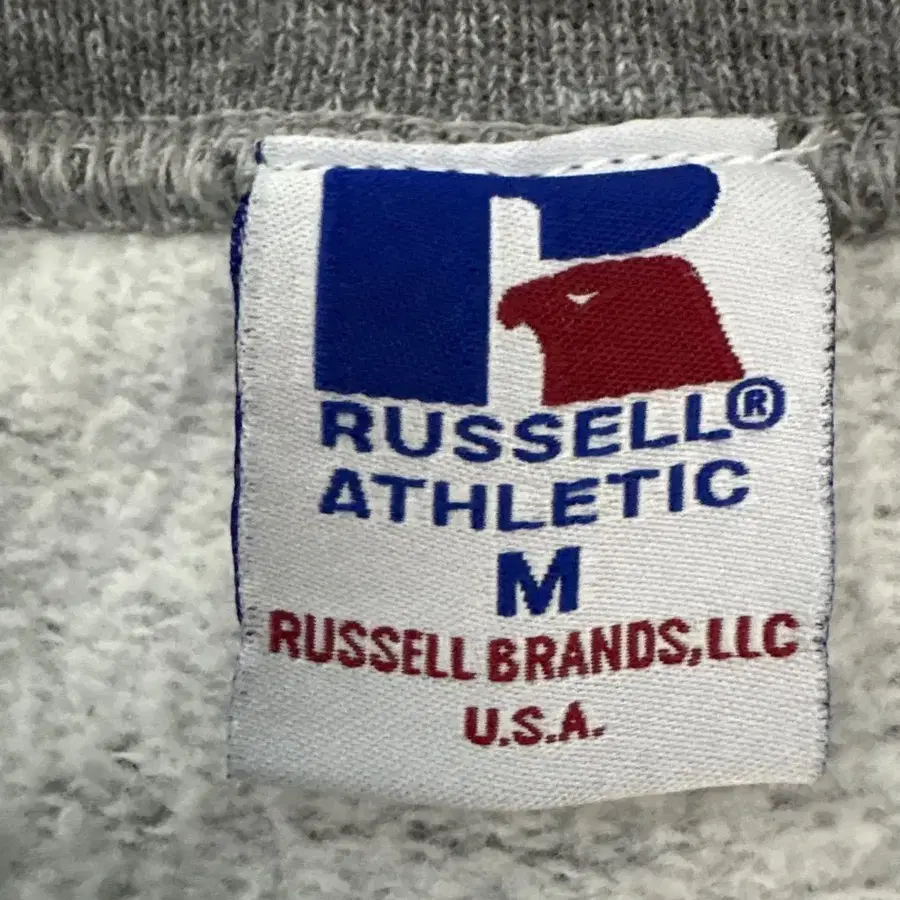 RUSSELL®
ATHLETIC
M
RUSSELL BRANDS,LLC
U.S.A.